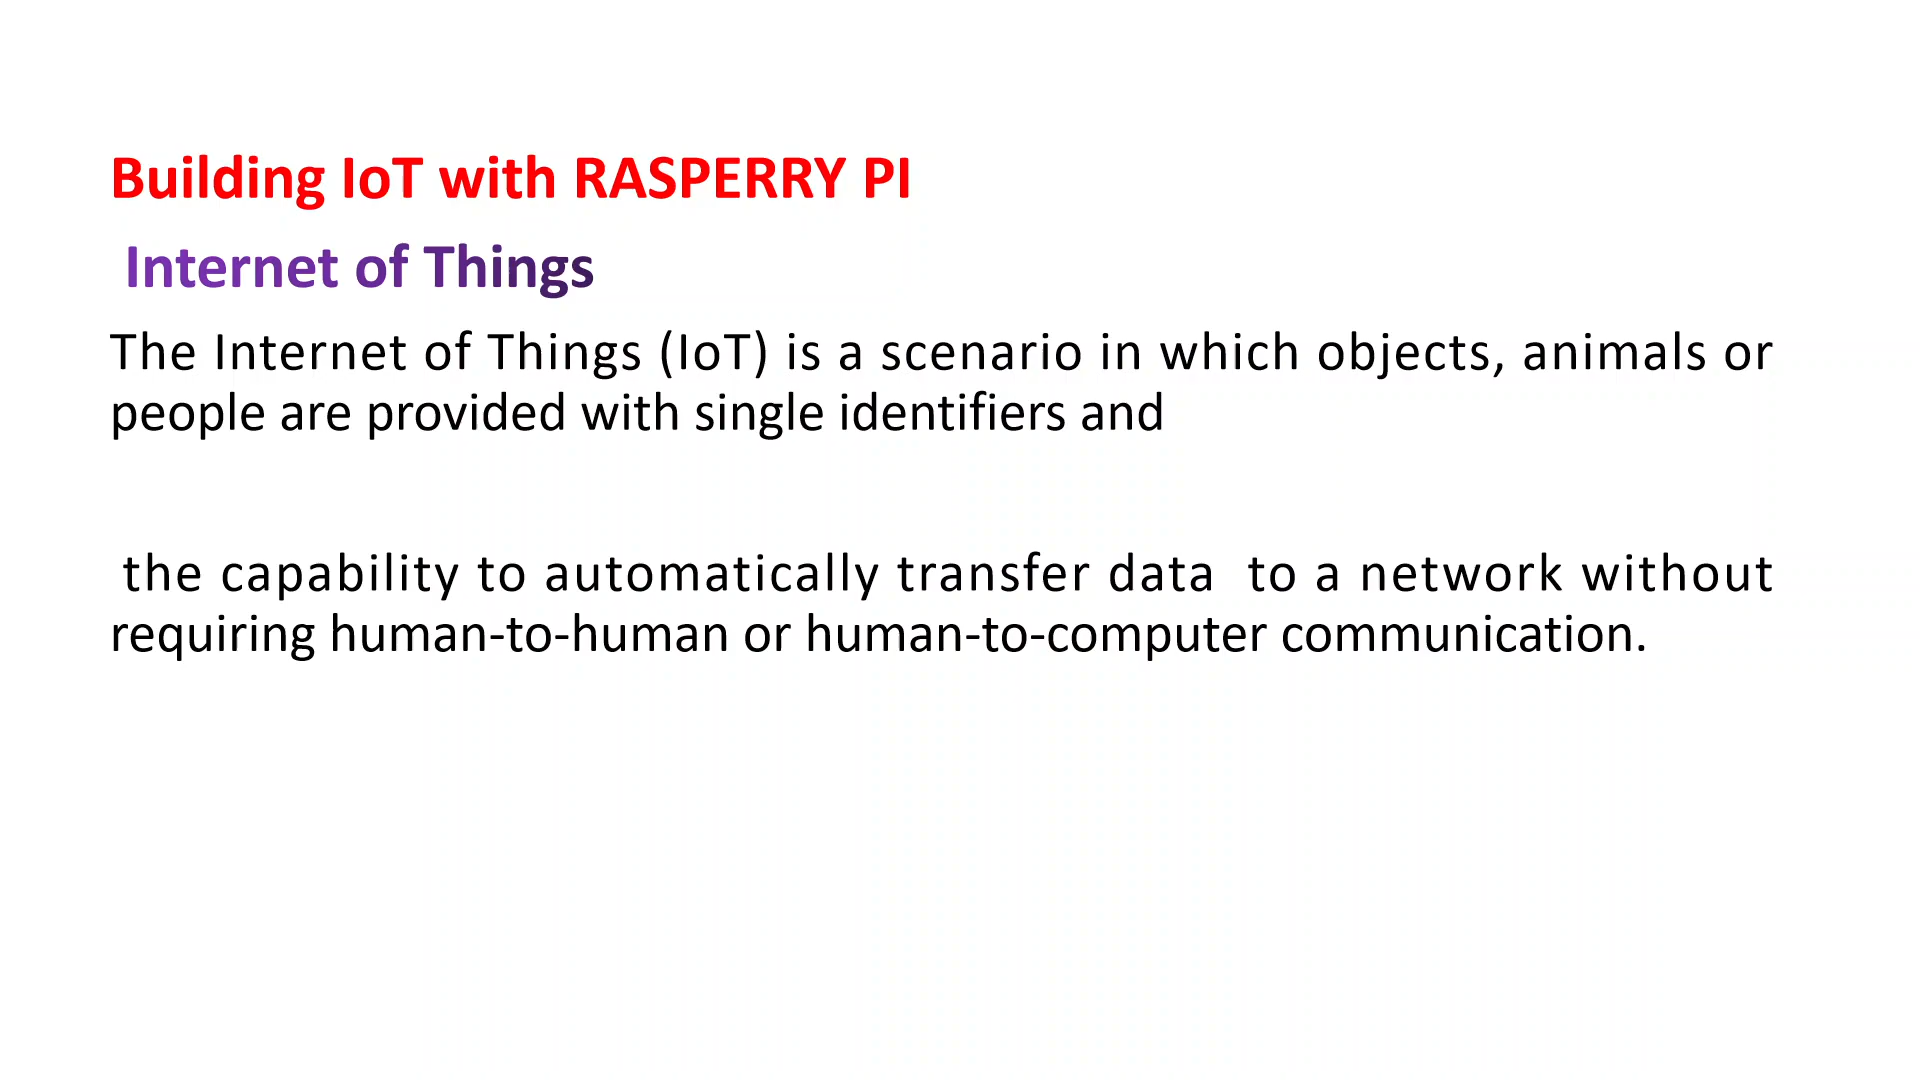 Building IoT with RASPERRY PI
Internet of Things
The Internet of Things (IoT) is a scenario in which objects, animals or
people are provided with single identifiers and
the capability to automatically transfer data  to a network without
requiring human-to-human or human-to-computer communication.